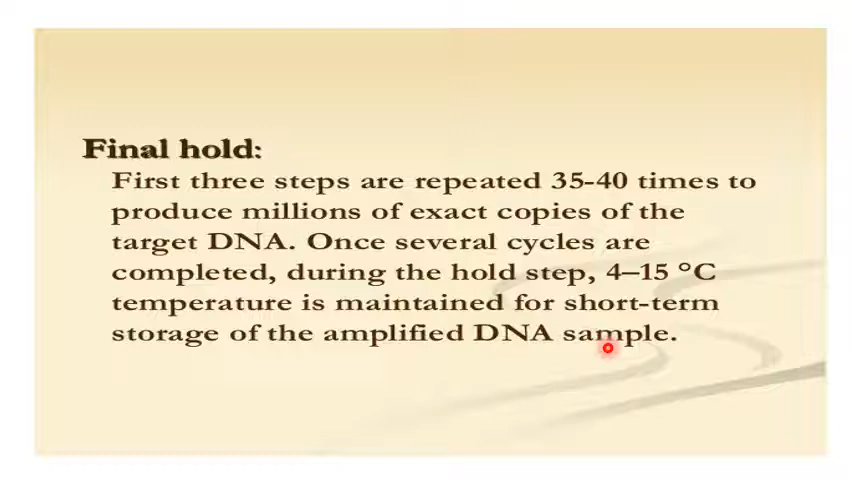 Final hold:
First three steps are repeated 35-40 times to
produce millions of exact copies of the
target DNA. Once several cycles are
completed, during the hold step, 4–15 °C
temperature is maintained for short-term
storage of the amplified DNA sample.